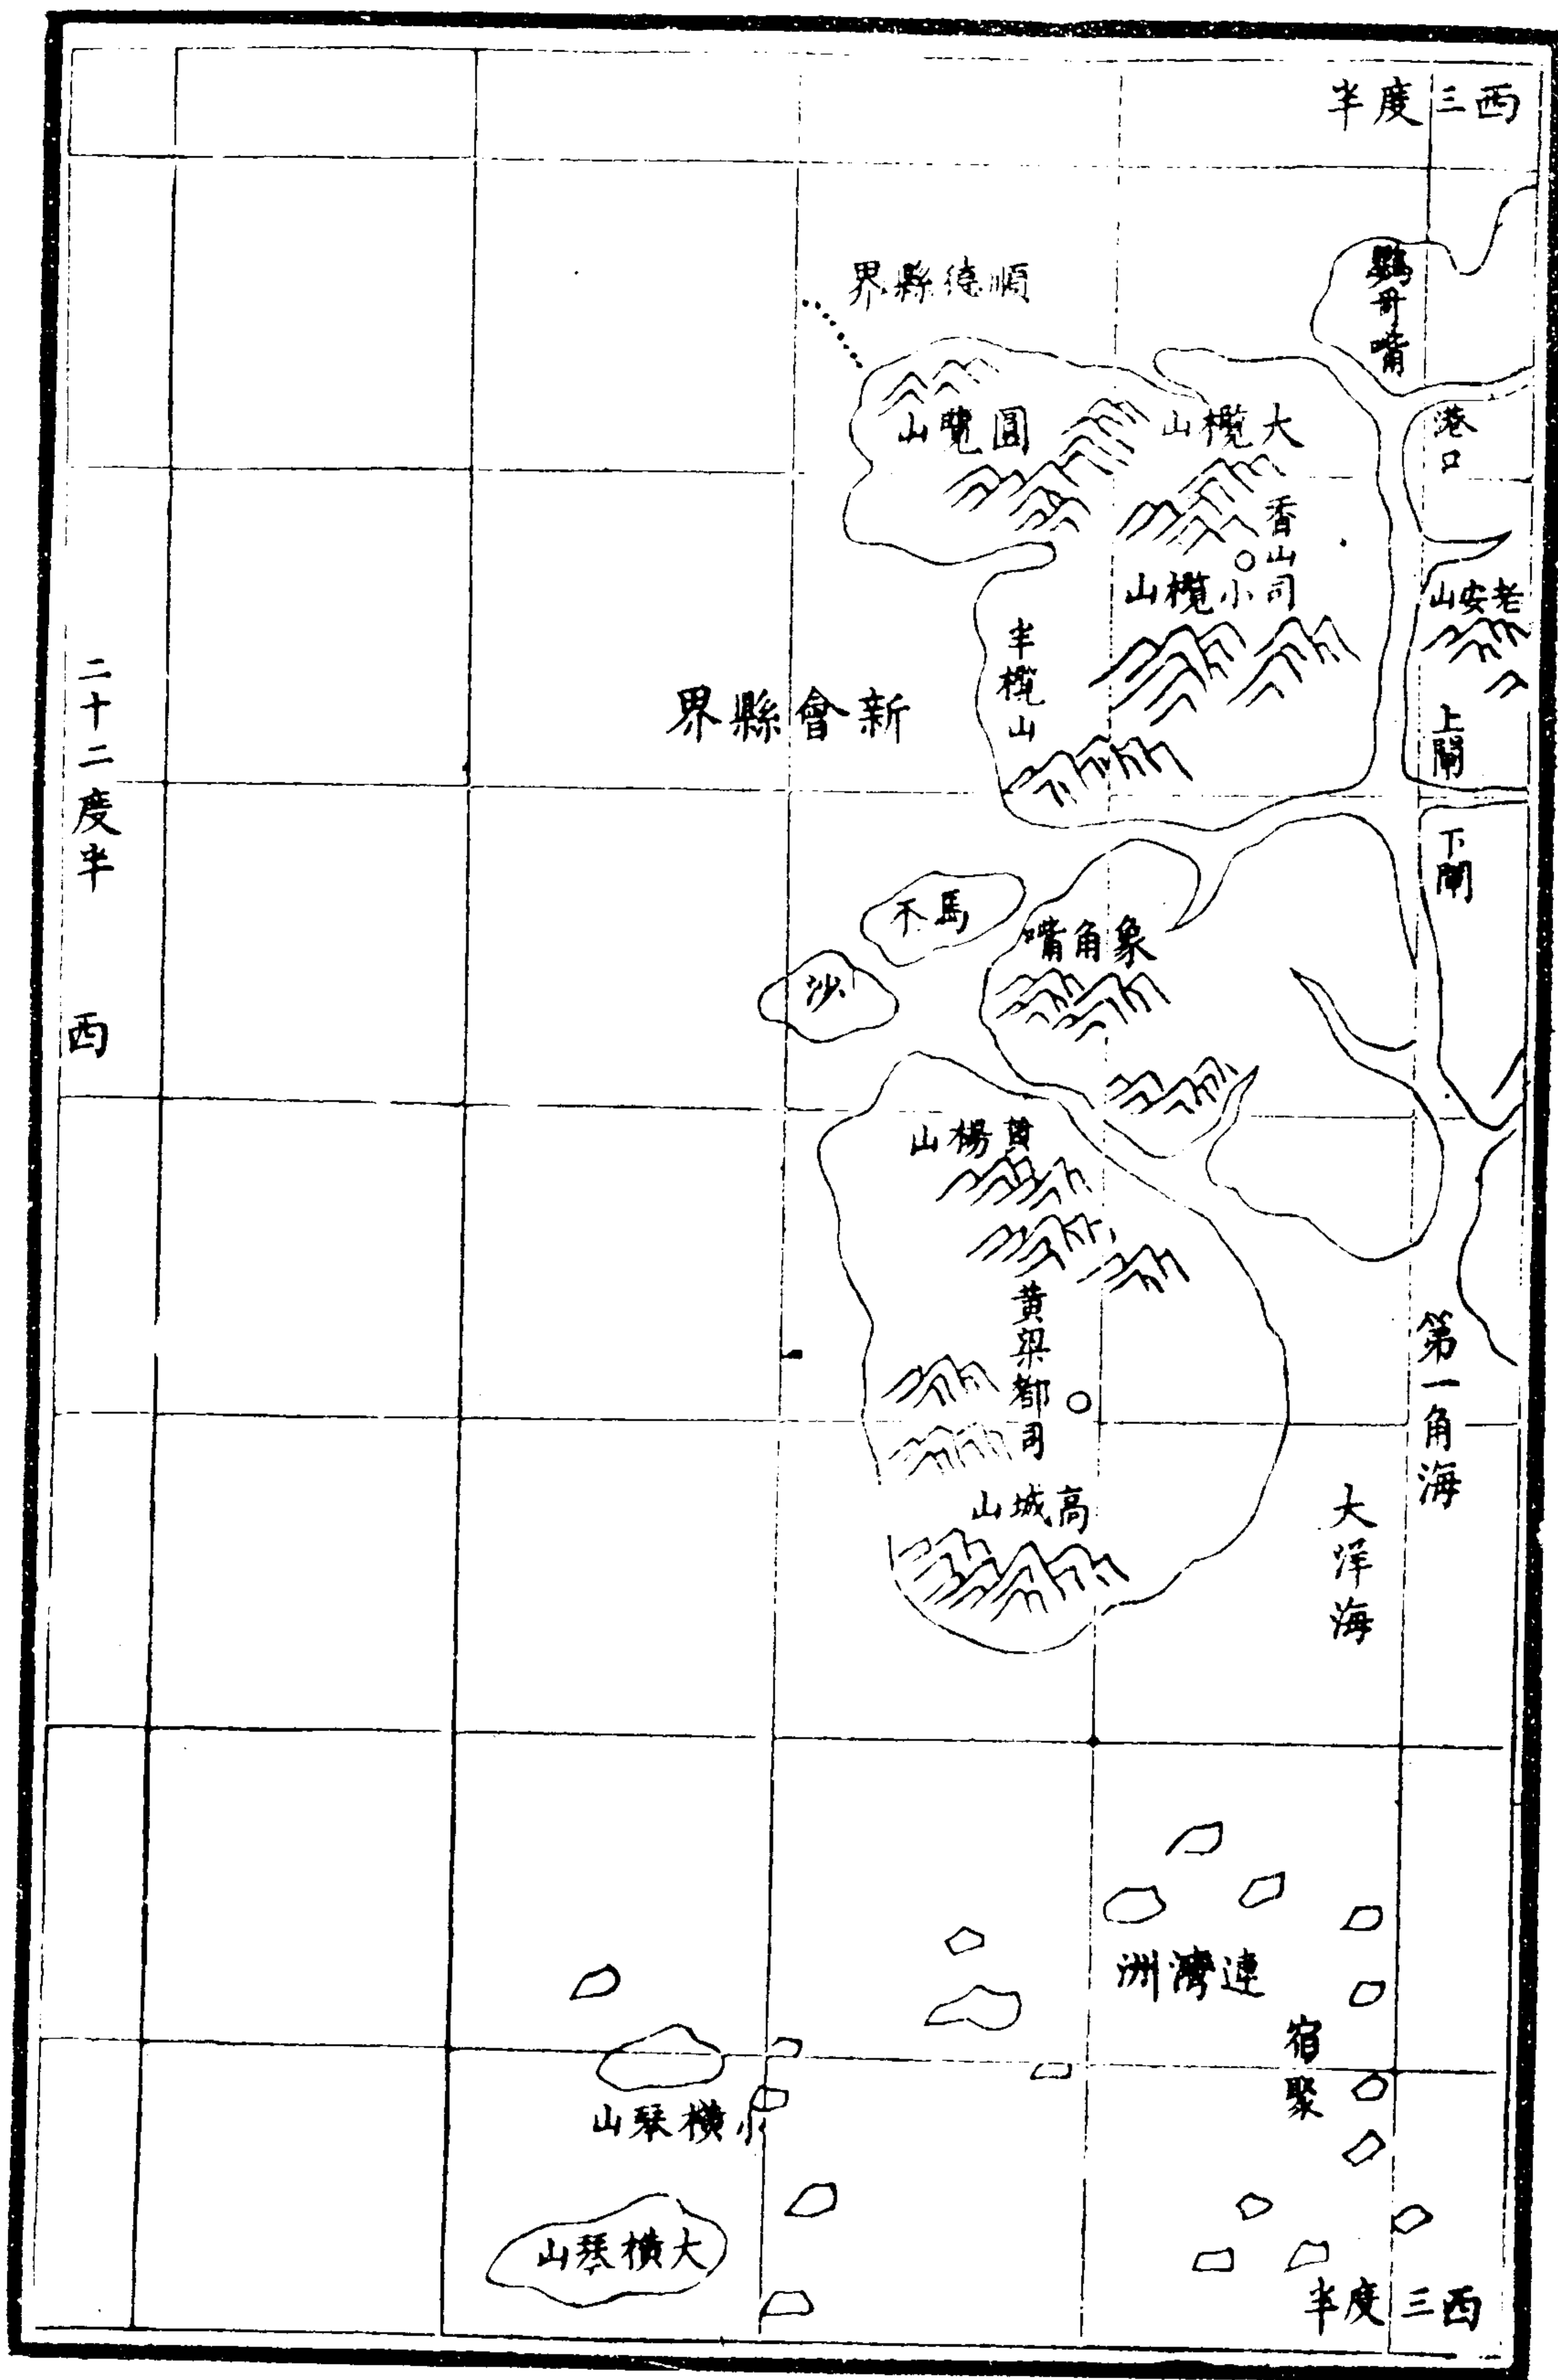 西三度半
鸚哥嘴
港口
順德縣界
大欖山
圓覽山
香山司
小欖山
老安山
半欖山
上閘
新會縣界
下閘
二十二度半
西
馬不
沙
象角嘴
黃楊山
黃梁都司
第一角海
高城山
大洋海
連灣洲
宿聚
小橫琴山
大橫琴山
西三度半